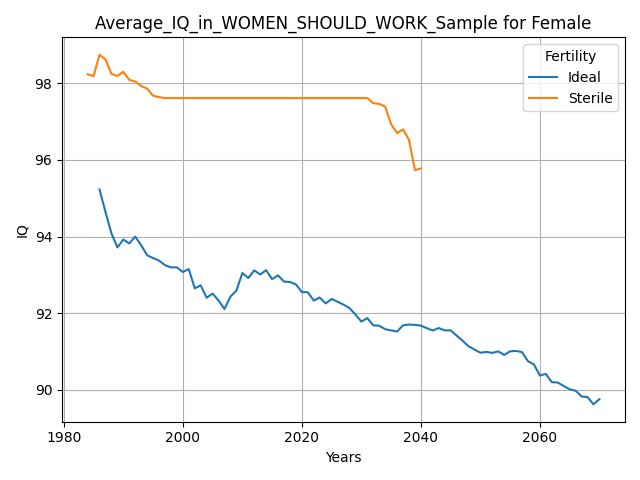 Average_IQ_in_WOMEN_SHOULD_WORK_Sample for Female
Fertility
Ideal
Sterile
IQ
98
96
94
92
90
1980
2000
2020
2040
2060
Years